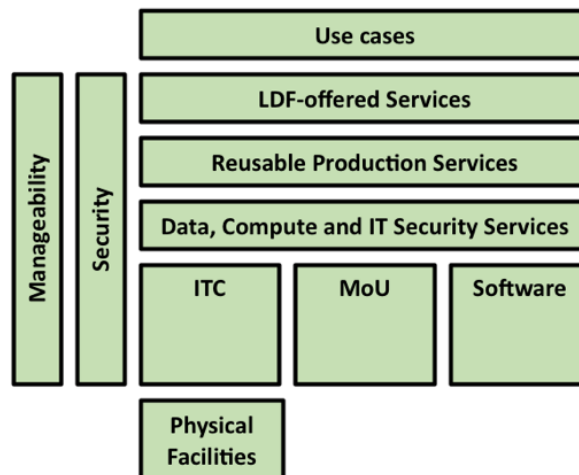 Use cases
LDF-offered Services
Reusable Production Services
Data, Compute and IT Security Services
Manageability
Security
ITC
MoU
Software
Physical
Facilities